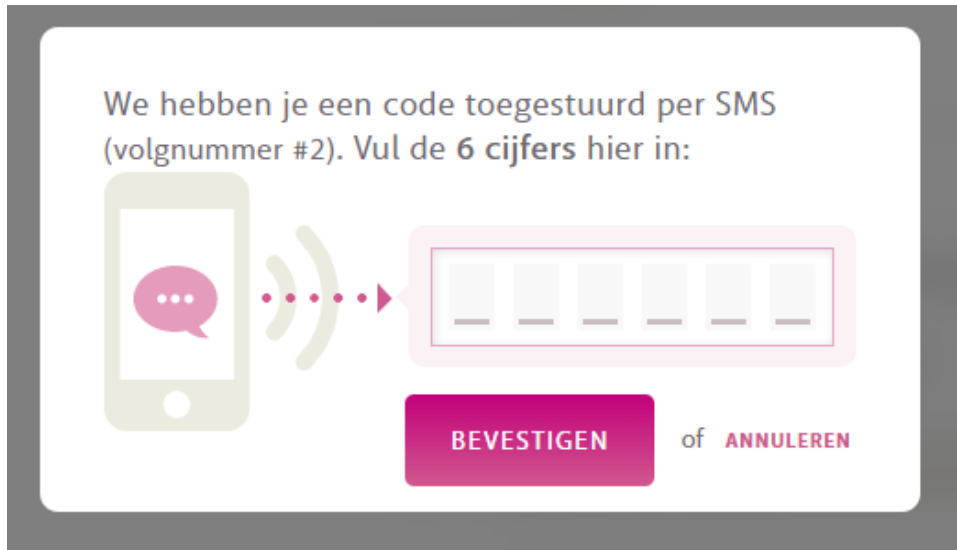 We hebben je een code toegestuurd per SMS
(volgnummer #2). Vul de 6 cijfers hier in:
BEVESTIGEN of ANNULEREN